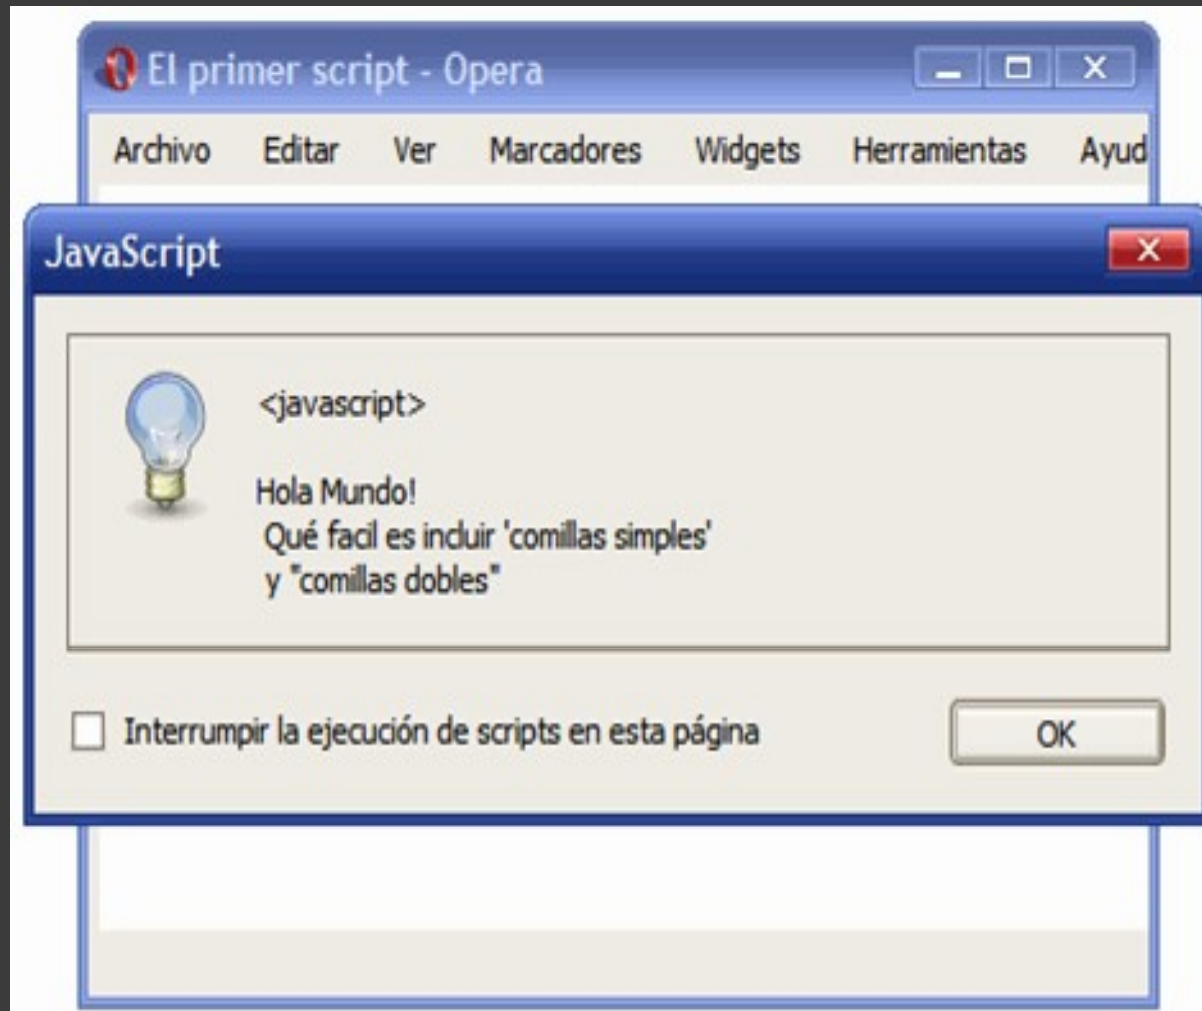 El primer script - Opera
Archivo Editar Ver Marcadores Widgets Herramientas Ayud
JavaScript
<javascript>
Hola Mundo!
Qué facil es incluir 'comillas simples'
y "comillas dobles"
Interrumpir la ejecución de scripts en esta página
OK